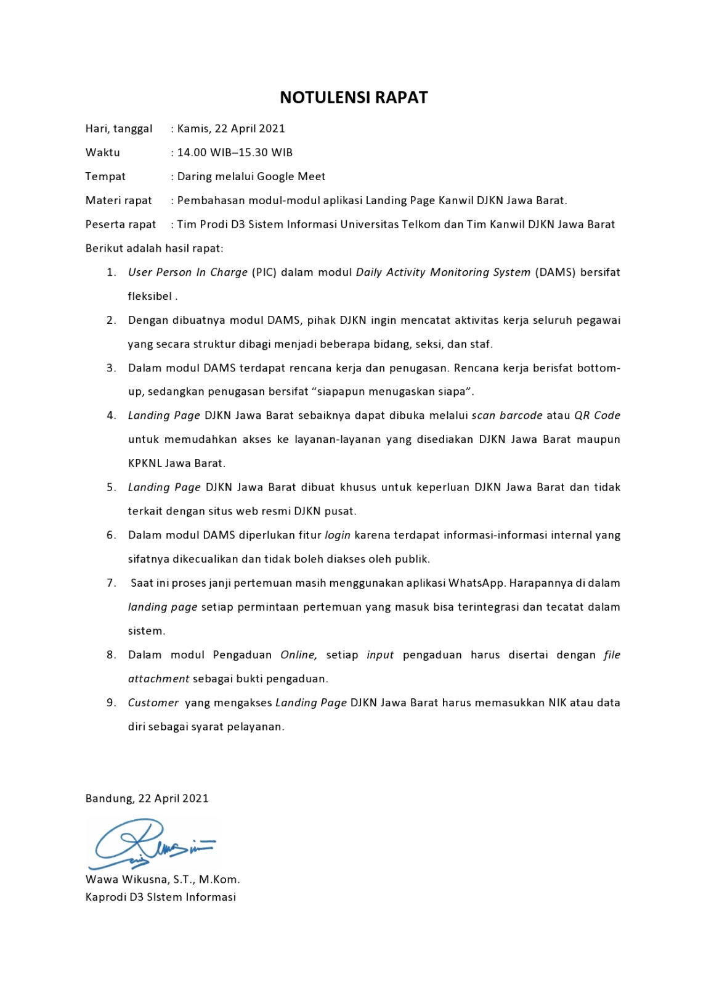 NOTULENSI RAPAT
Hari, tanggal : Kamis, 22 April 2021
Waktu : 14.00 WIB–15.30 WIB
Tempat : Daring melalui Google Meet
Materi rapat : Pembahasan modul-modul aplikasi Landing Page Kanwil DJKN Jawa Barat.
Peserta rapat : Tim Prodi D3 Sistem Informasi Universitas Telkom dan Tim Kanwil DJKN Jawa Barat
Berikut adalah hasil rapat:
1. User Person In Charge (PIC) dalam modul Daily Activity Monitoring System (DAMS) bersifat
fleksibel .
2. Dengan dibuatnya modul DAMS, pihak DJKN ingin mencatat aktivitas kerja seluruh pegawai
yang secara struktur dibagi menjadi beberapa bidang, seksi, dan staf.
3. Dalam modul DAMS terdapat rencana kerja dan penugasan. Rencana kerja berisfat bottom-
up, sedangkan penugasan bersifat “siapapun menugaskan siapa”.
4. Landing Page DJKN Jawa Barat sebaiknya dapat dibuka melalui scan barcode atau QR Code
untuk memudahkan akses ke layanan-layanan yang disediakan DJKN Jawa Barat maupun
KPKNL Jawa Barat.
5. Landing Page DJKN Jawa Barat dibuat khusus untuk keperluan DJKN Jawa Barat dan tidak
terkait dengan situs web resmi DJKN pusat.
6. Dalam modul DAMS diperlukan fitur login karena terdapat informasi-informasi internal yang
sifatnya dikecualikan dan tidak boleh diakses oleh publik.
7. Saat ini proses janji pertemuan masih menggunakan aplikasi WhatsApp. Harapannya di dalam
landing page setiap permintaan pertemuan yang masuk bisa terintegrasi dan tecatat dalam
sistem.
8. Dalam modul Pengaduan Online, setiap input pengaduan harus disertai dengan file
attachment sebagai bukti pengaduan.
9. Customer yang mengakses Landing Page DJKN Jawa Barat harus memasukkan NIK atau data
diri sebagai syarat pelayanan.
Bandung, 22 April 2021
Wawa Wikusna, S.T., M.Kom.
Kaprodi D3 SIstem Informasi